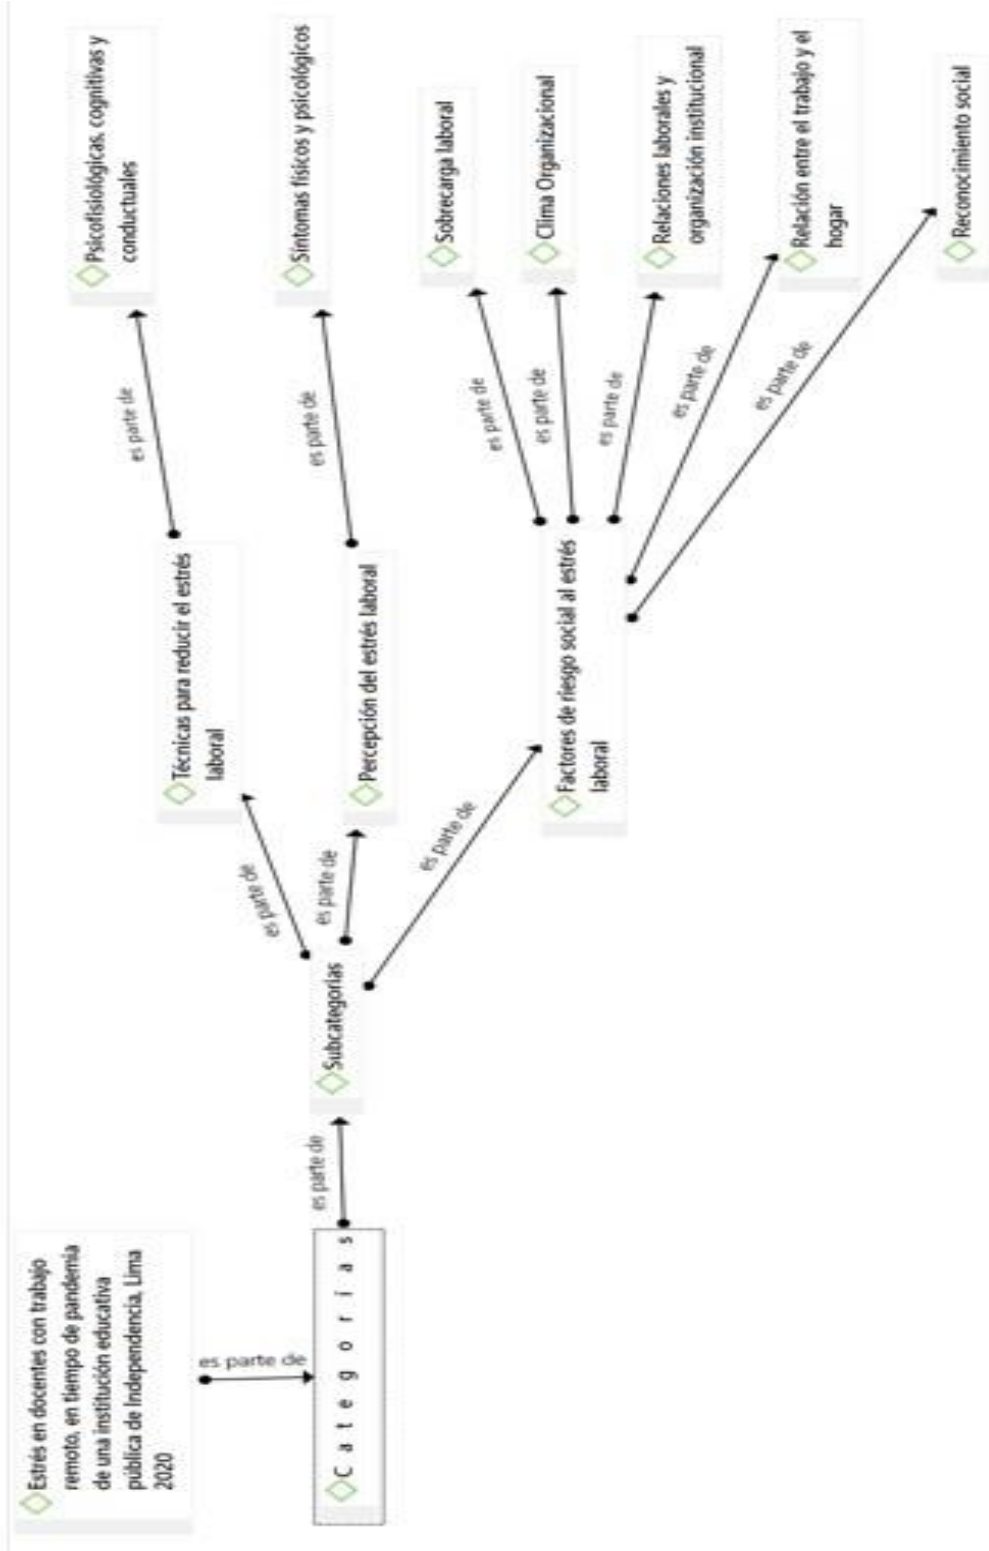 Estrés en docentes con trabajo
remoto, en tiempo de pandemia
de una institución educativa
pública de Independencia, Lima
2020
es parte de
Categorías
es parte de
Subcategorías
es parte de
es parte de
es parte de
Técnicas para reducir el estrés
laboral
Percepción del estrés laboral
Factores de riesgo social al estrés
laboral
es parte de
es parte de
es parte de
es parte de
es parte de
es parte de
es parte de
Psicofisiológicas, cognitivas y
conductuales
Síntomas físicos y psicológicos
Sobrecarga laboral
Clima Organizacional
Relaciones laborales y
organización institucional
Relación entre el trabajo y el
hogar
Reconocimiento social